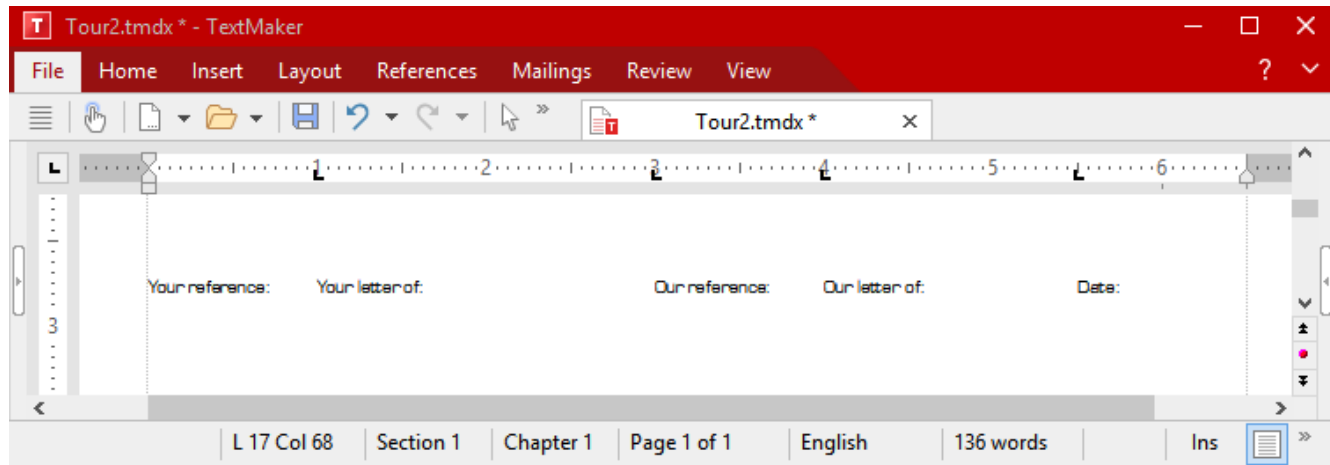 T Tour2.tmdx * - TextMaker
File Home Insert Layout References Mailings Review View ?
T Tour2.tmdx *
L 1 2 3 4 5 6
Your reference: Your letter of: Our reference: Our letter of: Date:
3
L 17 Col 68 Section 1 Chapter 1 Page 1 of 1 English 136 words Ins